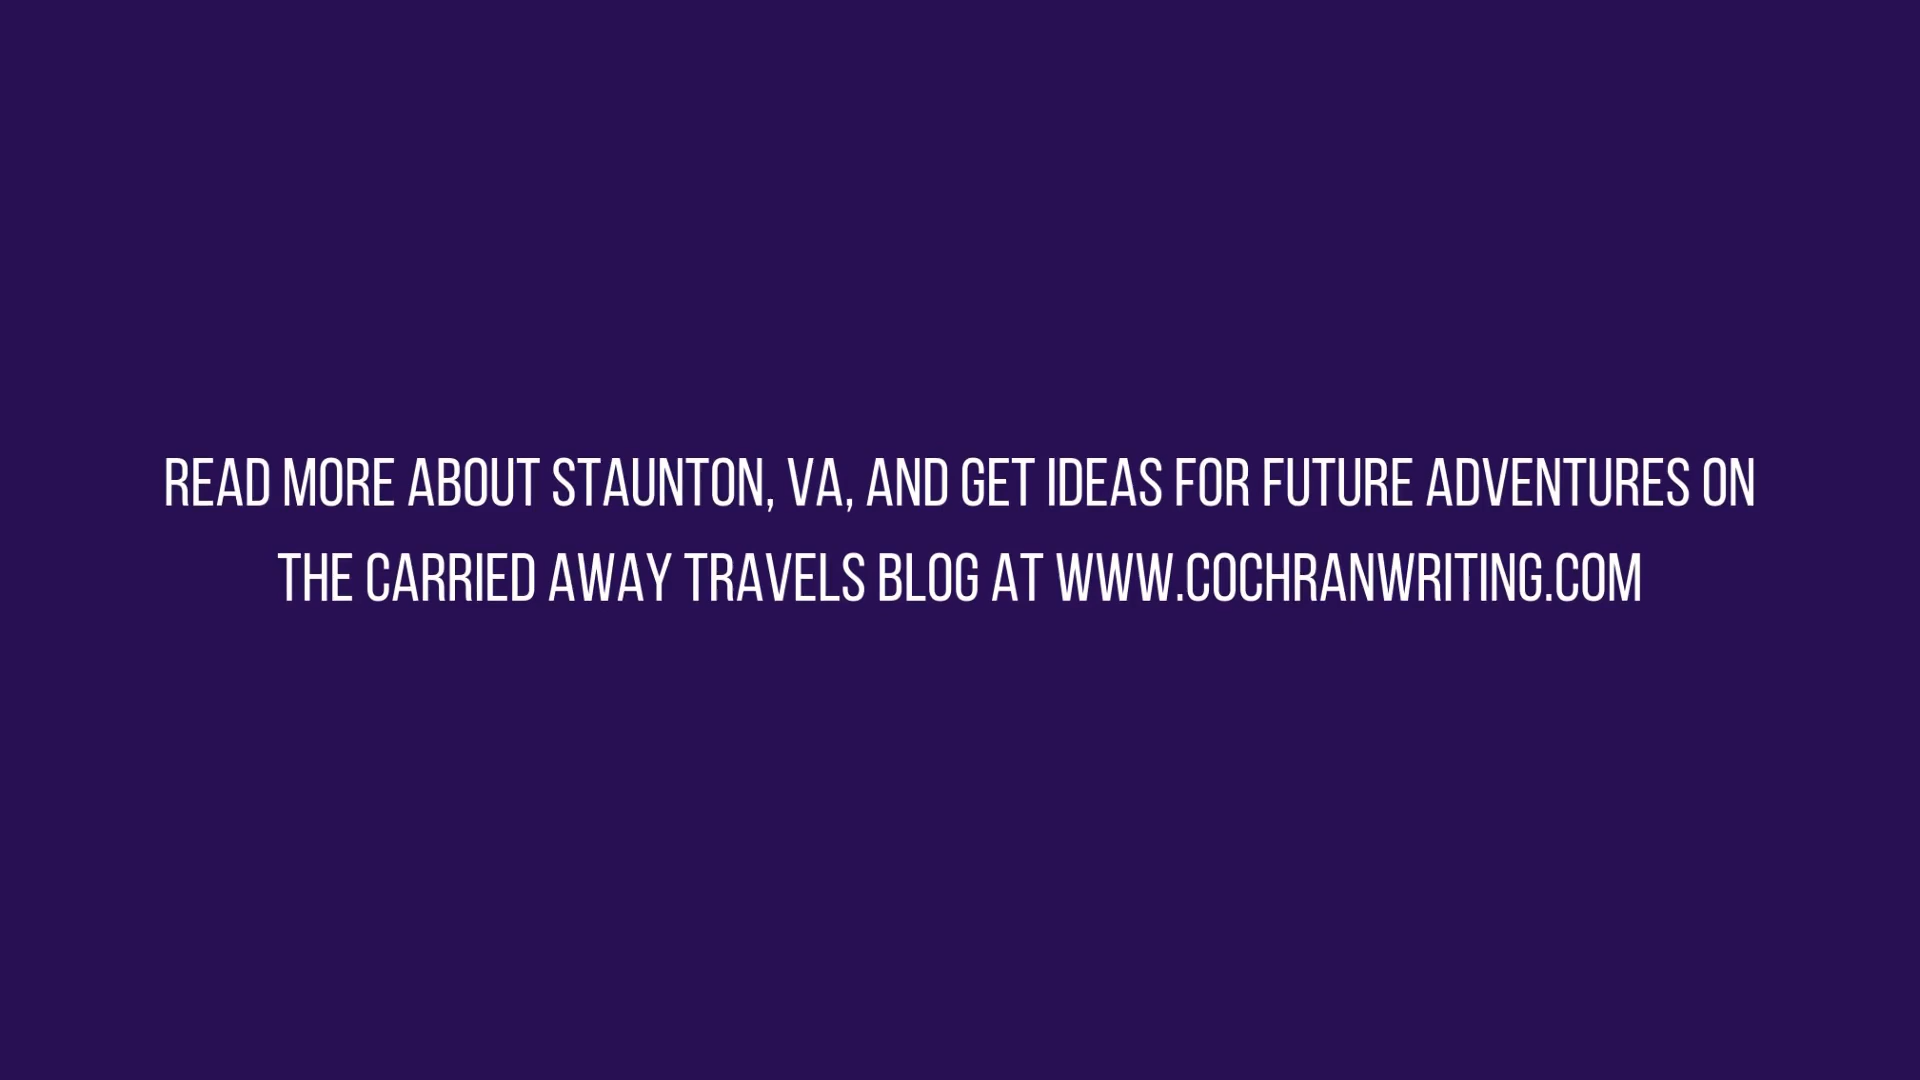 READ MORE ABOUT STAUNTON, VA, AND GET IDEAS FOR FUTURE ADVENTURES ON
THE CARRIED AWAY TRAVELS BLOG AT WWW.COCHRANWRITING.COM